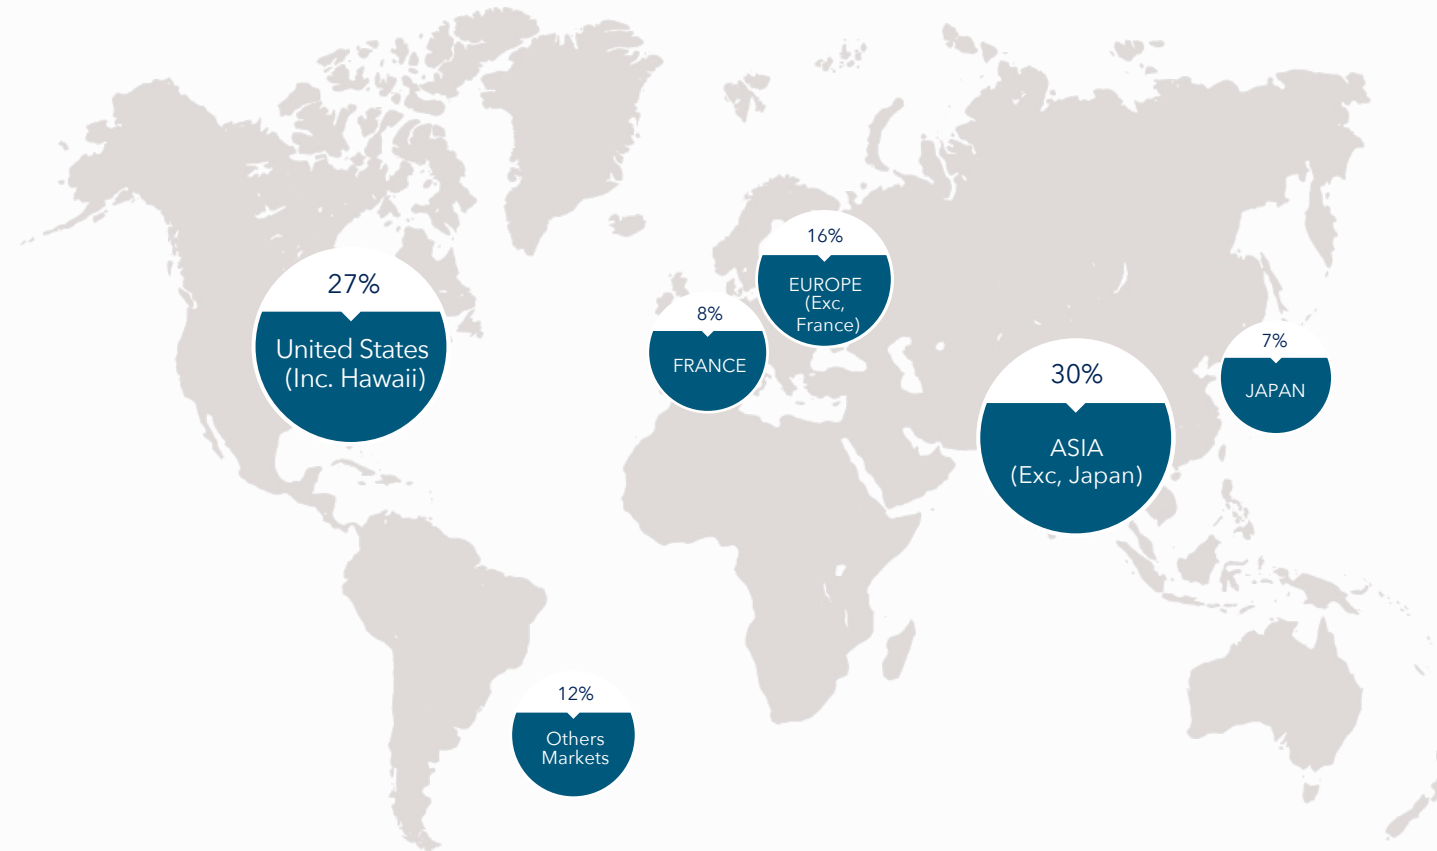 27%
United States
(Inc. Hawaii)
8%
FRANCE
16%
EUROPE
(Exc,
France)
30%
ASIA
(Exc, Japan)
7%
JAPAN
12%
Others
Markets